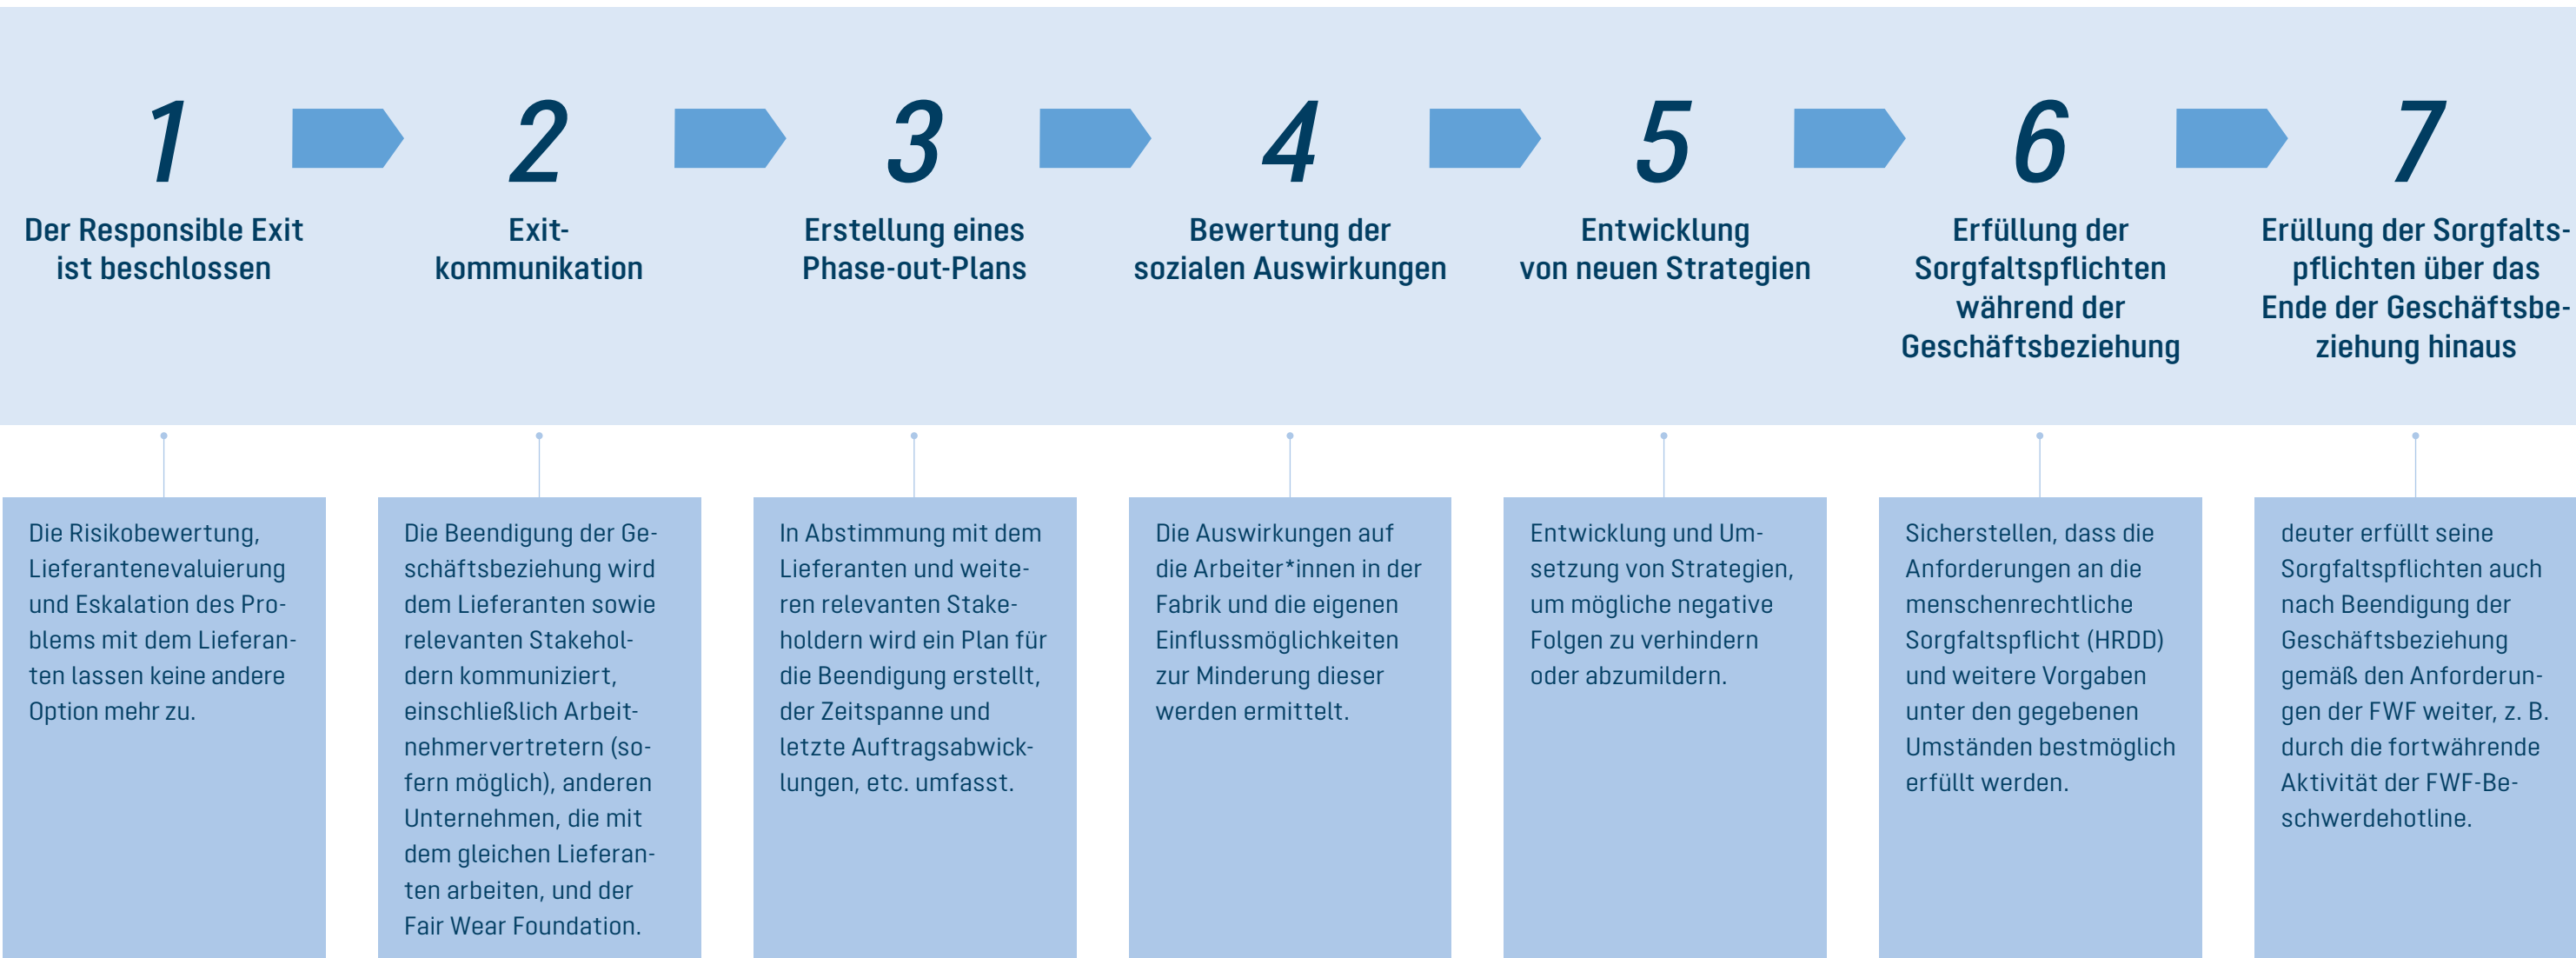 1
Der Responsible Exit
ist beschlossen
2
Exit-
kommunikation
3
Erstellung eines
Phase-out-Plans
4
Bewertung der
sozialen Auswirkungen
5
Entwicklung
von neuen Strategien
6
Erfüllung der
Sorgfaltspflichten
während der
Geschäftsbeziehung
7
Erüllung der Sorgfalts-
pflichten über das
Ende der Geschäftsbe-
ziehung hinaus
Die Risikobewertung,
Lieferantenevaluierung
und Eskalation des Pro-
blems mit dem Lieferan-
ten lassen keine andere
Option mehr zu.
Die Beendigung der Ge-
schäftsbeziehung wird
dem Lieferanten sowie
relevanten Stakehol-
dern kommuniziert,
einschließlich Arbeit-
nehmervertretern (so-
fern möglich), anderen
Unternehmen, die mit
dem gleichen Lieferan-
ten arbeiten, und der
Fair Wear Foundation.
In Abstimmung mit dem
Lieferanten und weite-
ren relevanten Stake-
holdern wird ein Plan für
die Beendigung erstellt,
der Zeitspanne und
letzte Auftragsabwick-
lungen, etc. umfasst.
Die Auswirkungen auf
die Arbeiter*innen in der
Fabrik und die eigenen
Einflussmöglichkeiten
zur Minderung dieser
werden ermittelt.
Entwicklung und Um-
setzung von Strategien,
um mögliche negative
Folgen zu verhindern
oder abzumildern.
Sicherstellen, dass die
Anforderungen an die
menschenrechtliche
Sorgfaltspflicht (HRDD)
und weitere Vorgaben
unter den gegebenen
Umständen bestmöglich
erfüllt werden.
deuter erfüllt seine
Sorgfaltspflichten auch
nach Beendigung der
Geschäftsbeziehung
gemäß den Anforderun-
gen der FWF weiter, z. B.
durch die fortwährende
Aktivität der FWF-Be-
schwerdehotline.